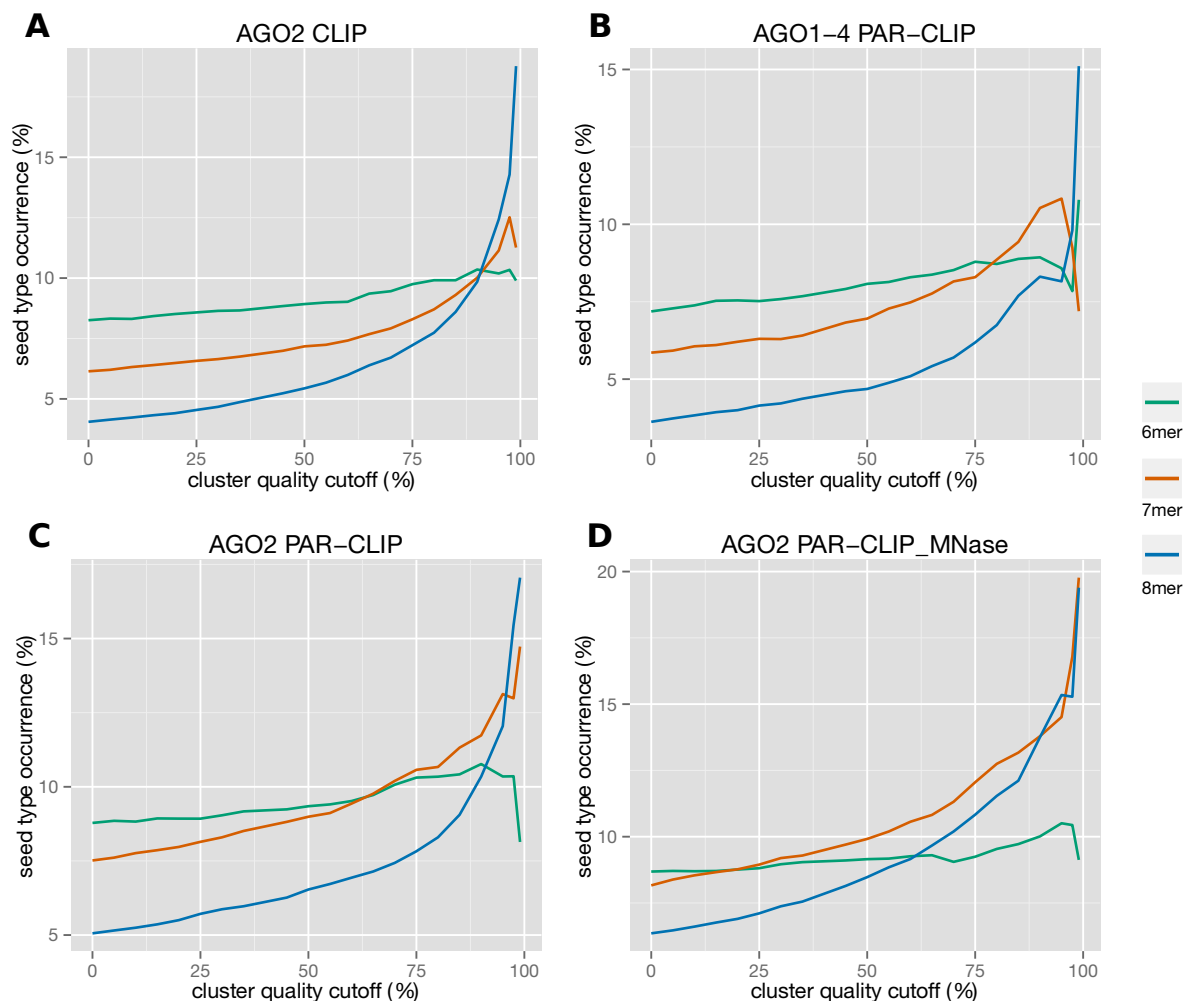 A
AGO2 CLIP
seed type occurrence (%)
15
10
5
0 25 50 75 100
cluster quality cutoff (%)
B
AGO1−4 PAR−CLIP
seed type occurrence (%)
15
10
5
0 25 50 75 100
cluster quality cutoff (%)
C
AGO2 PAR−CLIP
seed type occurrence (%)
15
10
5
0 25 50 75 100
cluster quality cutoff (%)
D
AGO2 PAR−CLIP_MNase
seed type occurrence (%)
20
15
10
0 25 50 75 100
cluster quality cutoff (%)
6mer
7mer
8mer